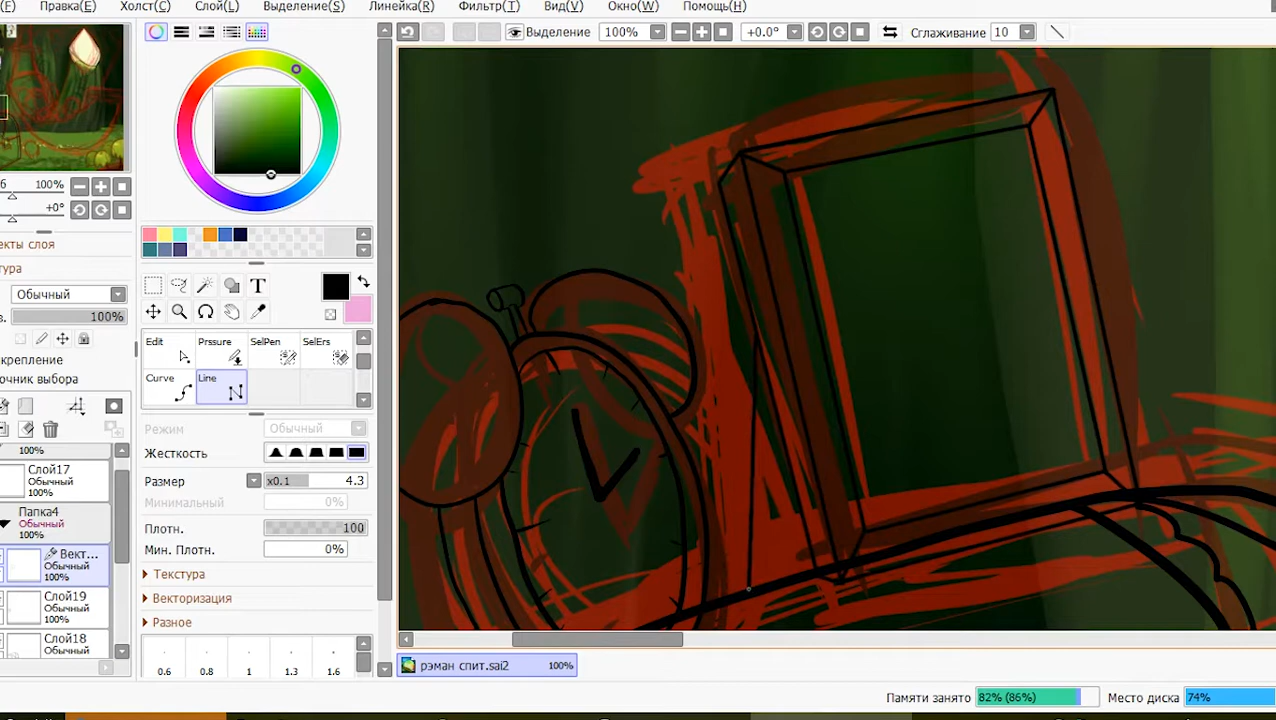 (F) Правка(E) Холст(C) Слой(L) Выделение(S) Линейка(R) Фильтр(T) Вид(V) Окно(W) Помощь(H)
Выделение 100% +0.0° Сглаживание 10
б 100%
+0°
екты слоя
тура
Обычный
в. 100%
крепление
очник выбора
100%
Слой17
100%
Папка4
Обычный
100%
Вект...
Обычный
100%
Слой19
Обычный
100%
Слой18
T
Edit Prssure SelPen SelErs
Curve Line
Режим Обычный
Жесткость
Размер x0.1 4.3
Минимальный 0%
Плотн. 100
Мин. Плотн. 0%
Текстура
Векторизация
Разное
0.6 0.8 1 1.3 1.6
рэман спит.sai2 100%
Памяти занято 82% (86%) Место диска 74%